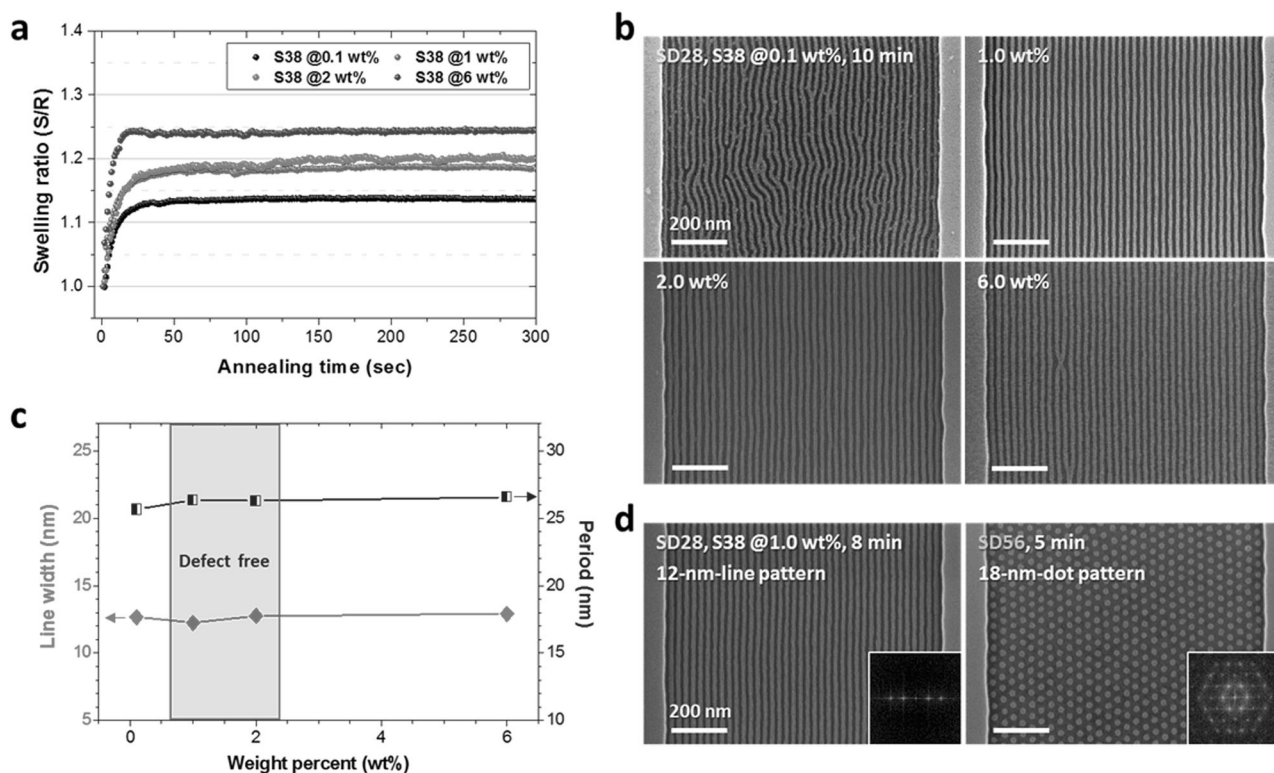 a
1.4
1.3
1.2
1.1
1.0
Swelling ratio (S/R)
S38 @0.1 wt% S38 @1 wt%
S38 @2 wt% S38 @6 wt%
0 50 100 150 200 250 300
Annealing time (sec)
b
SD28, S38 @0.1 wt%, 10 min
200 nm
1.0 wt%
2.0 wt%
6.0 wt%
c
25
20
15
10
5
Line width (nm)
Defect free
30
25
20
15
10
Period (nm)
0 2 4 6
Weight percent (wt%)
d
SD28, S38 @1.0 wt%, 8 min
12-nm-line pattern
200 nm
SD56, 5 min
18-nm-dot pattern